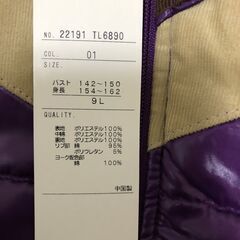 NO. 22191 TL6890
COL. 01
SIZE.
バスト 142〜150
身長 154〜162
9L
QUALITY.
表地 ポリエステル100%
中綿 ポリエステル100%
裏地 ポリエステル100%
リブ部 綿 95%
ポリウレタン 5%
ヨーク配色部
綿 100%
中国製